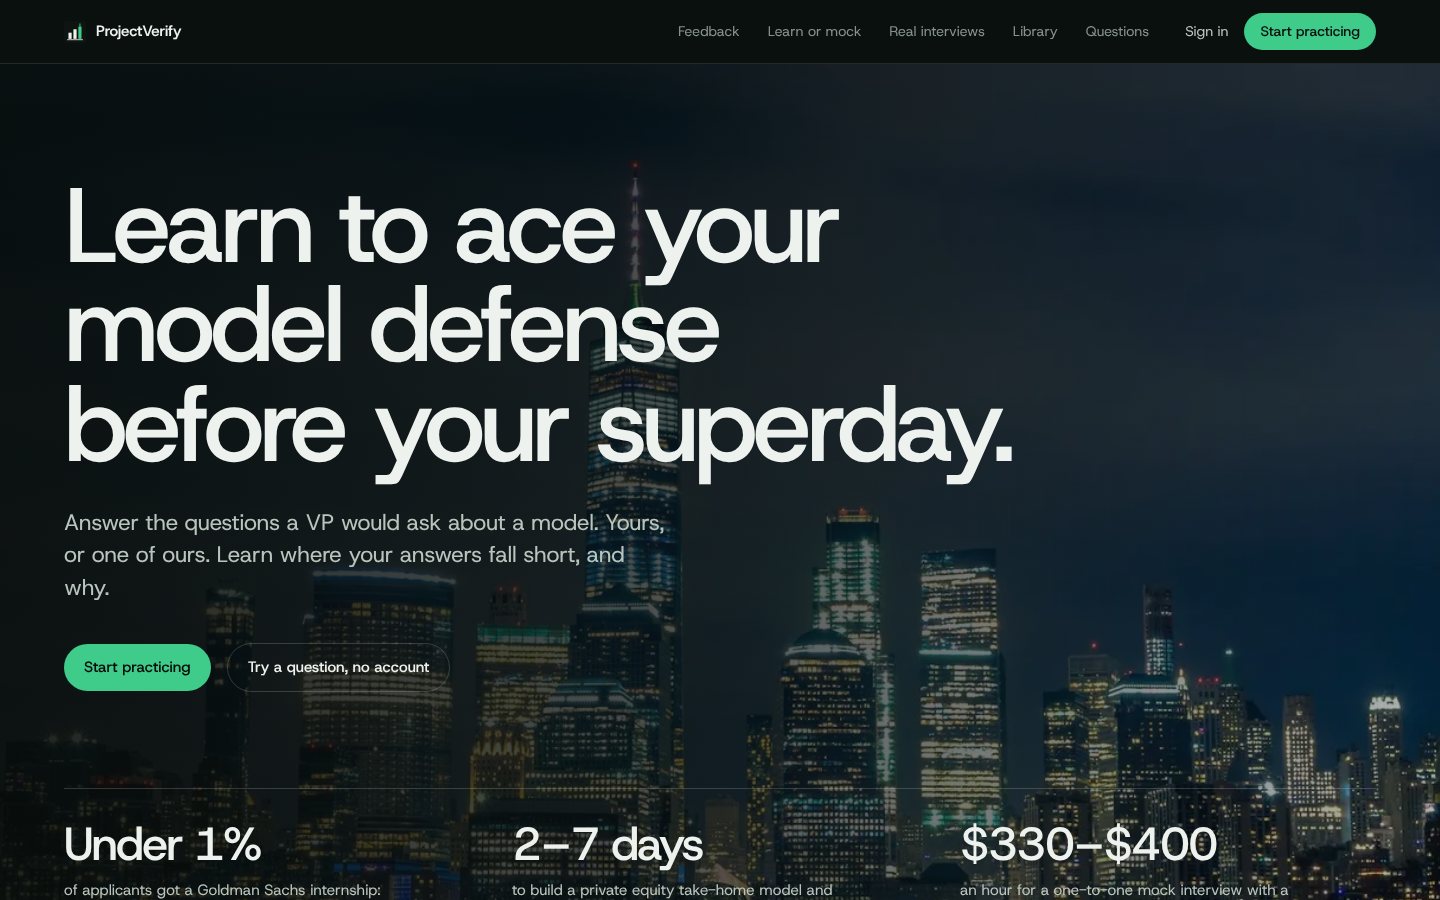 ProjectVerify
Feedback
Learn or mock
Real interviews
Library
Questions
Sign in
Start practicing
Learn to ace your
model defense
before your superday.
Answer the questions a VP would ask about a model. Yours,
or one of ours. Learn where your answers fall short, and
why.
Start practicing
Try a question, no account
Under 1%
of applicants got a Goldman Sachs internship:
2–7 days
to build a private equity take-home model and
$330–$400
an hour for a one-to-one mock interview with a